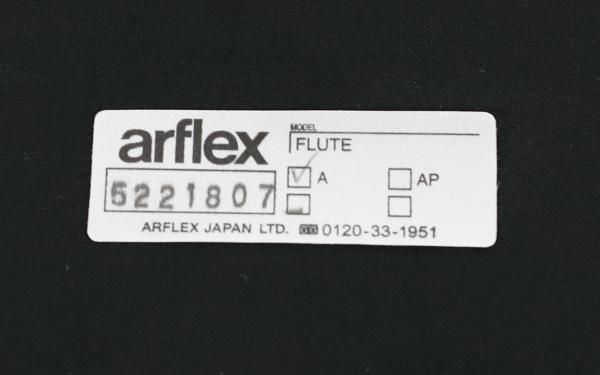 arflex
MODEL
FLUTE
A
AP
5221807
ARFLEX JAPAN LTD. 0120-33-1951